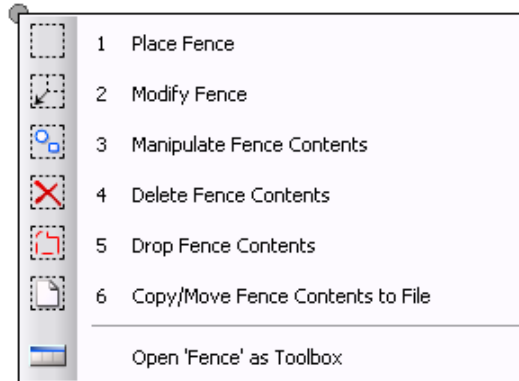 1 Place Fence
2 Modify Fence
3 Manipulate Fence Contents
4 Delete Fence Contents
5 Drop Fence Contents
6 Copy/Move Fence Contents to File
Open 'Fence' as Toolbox